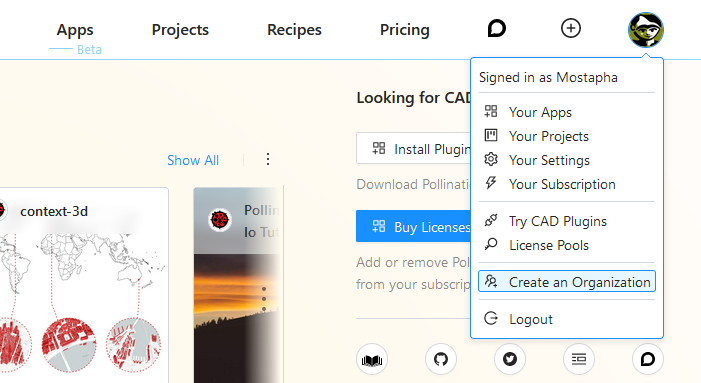 Apps
Projects
Recipes
Pricing
Beta
Signed in as Mostapha
Your Apps
Your Projects
Your Settings
Your Subscription
Try CAD Plugins
License Pools
Create an Organization
Logout
Looking for CAD
Install Plugin
Download Pollinati
Buy Licenses
Add or remove Pol
from your subscrip
Show All
context-3d
Pollin
lo Tut